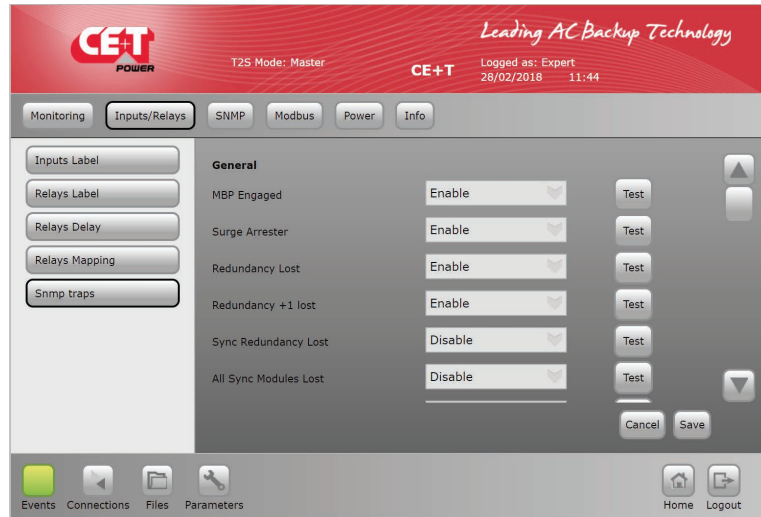 CE+T
POWER
Leading AC Backup Technology
T2S Mode: Master
CE+T
Logged as: Expert
28/02/2018 11:44
Monitoring Inputs/Relays SNMP Modbus Power Info
Inputs Label
Relays Label
Relays Delay
Relays Mapping
Snmp traps
General
MBP Engaged Enable Test
Surge Arrester Enable Test
Redundancy Lost Enable Test
Redundancy +1 lost Enable Test
Sync Redundancy Lost Disable Test
All Sync Modules Lost Disable Test
Cancel Save
Events Connections Files Parameters Home Logout